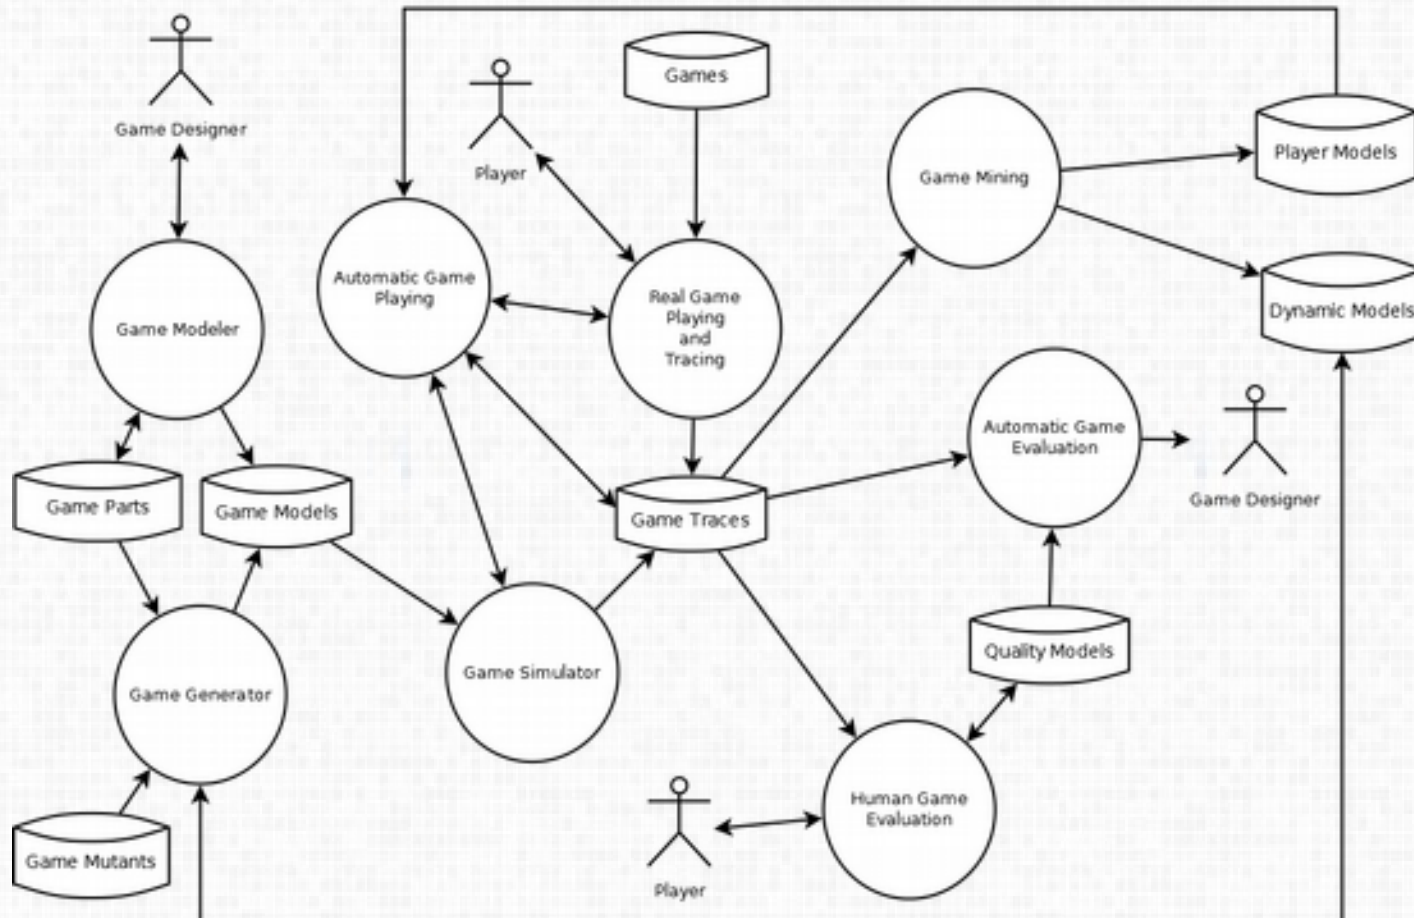 Games
Game Designer
Player
Player Models
Game Mining
Automatic Game
Playing
Real Game
Playing
and
Tracing
Dynamic Models
Game Modeler
Automatic Game
Evaluation
Game Designer
Game Parts
Game Models
Game Traces
Quality Models
Game Simulator
Game Generator
Human Game
Evaluation
Game Mutants
Player